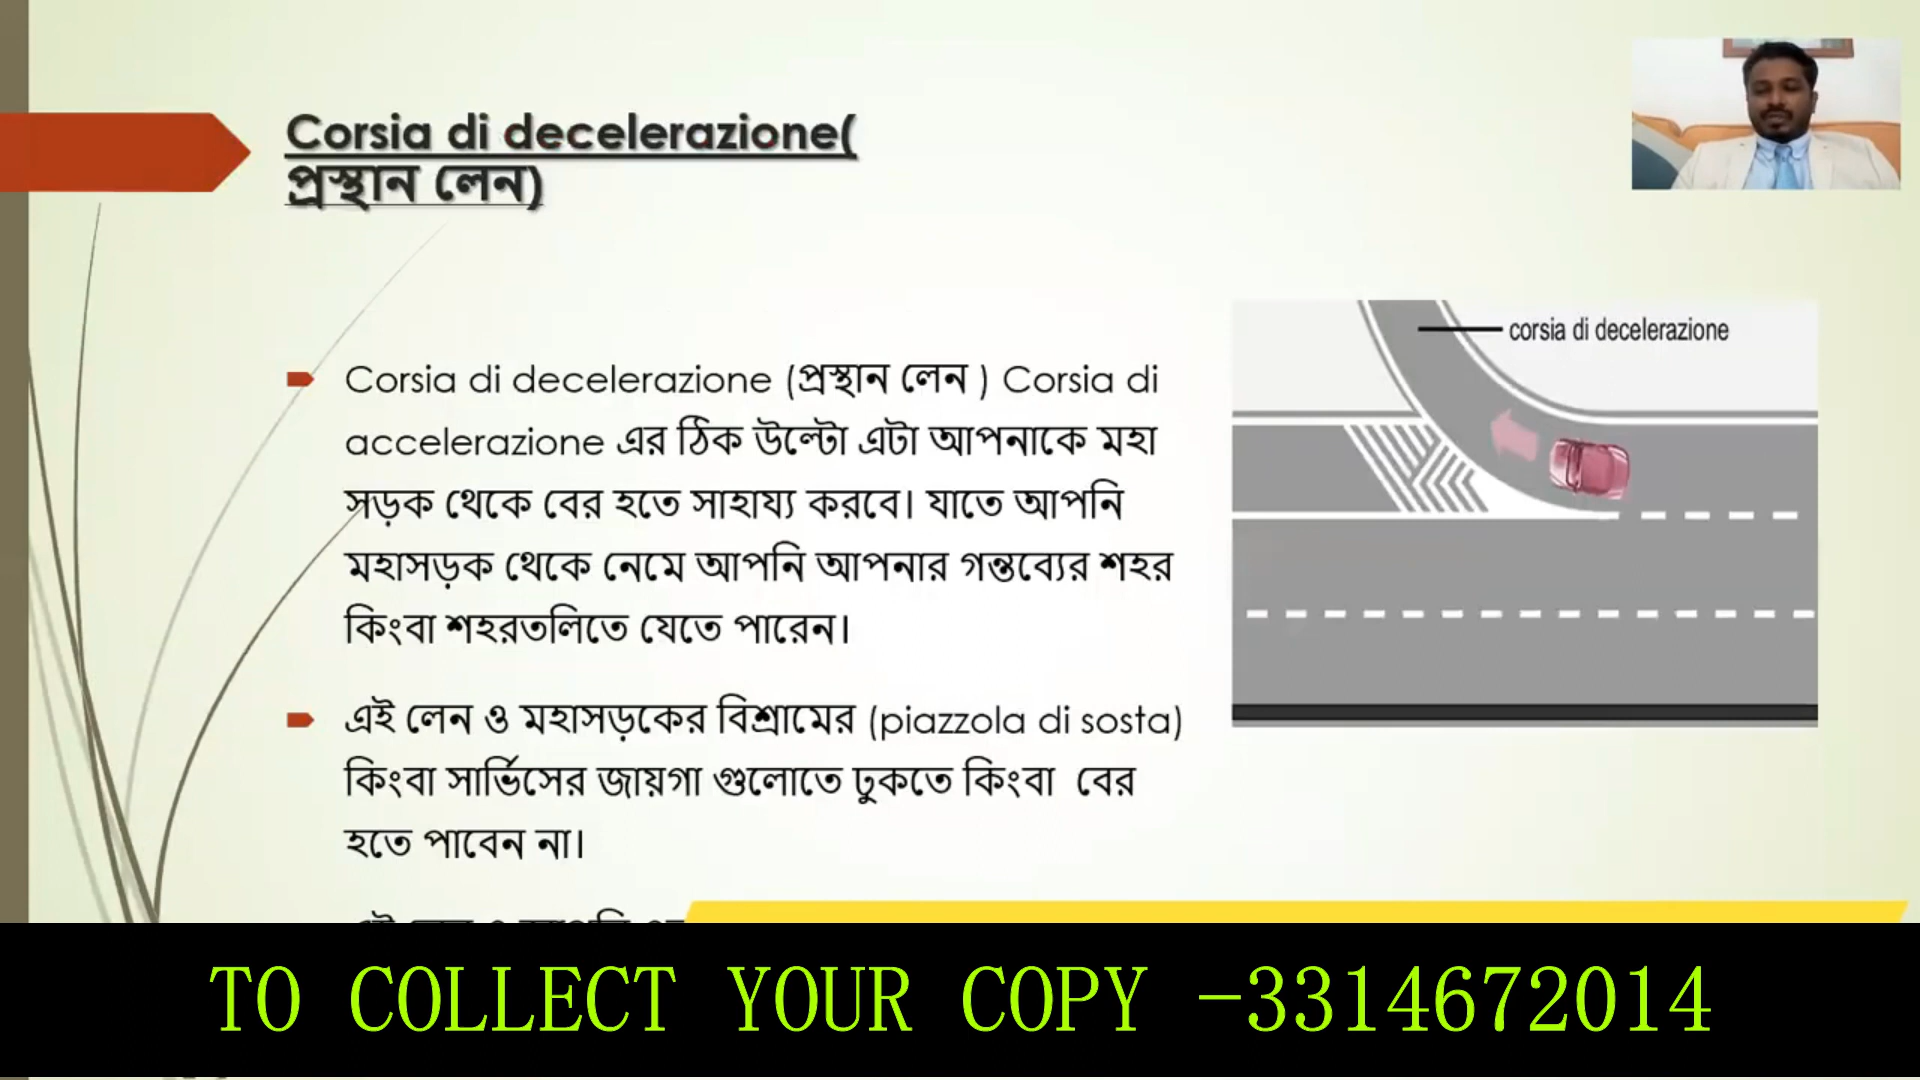 Corsia di decelerazione(
প্রস্থান লেন)
corsia di decelerazione
Corsia di decelerazione (প্রস্থান লেন ) Corsia di
accelerazione এর ঠিক উল্টো এটা আপনাকে মহা
সড়ক থেকে বের হতে সাহায্য করবে। যাতে আপনি
মহাসড়ক থেকে নেমে আপনি আপনার গন্তব্যের শহর
কিংবা শহরতলিতে যেতে পারেন।
এই লেন ও মহাসড়কের বিশ্রামের (piazzola di sosta)
কিংবা সার্ভিসের জায়গা গুলোতে ঢুকতে কিংবা বের
হতে পাবেন না।
TO COLLECT YOUR COPY -3314672014